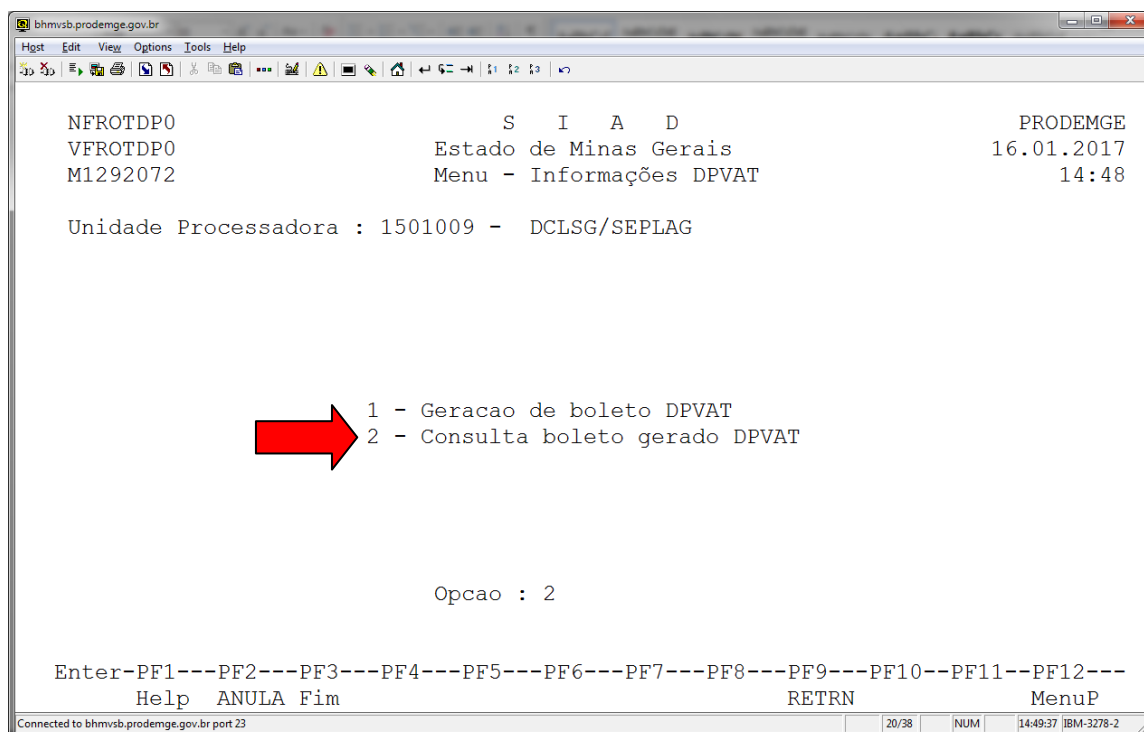 bhmvsb.prodemge.gov.br
Host Edit View Options Tools Help
NFROTDP0 S I A D PRODEMGE
VFROTDP0 Estado de Minas Gerais 16.01.2017
M1292072 Menu - Informações DPVAT 14:48
Unidade Processadora : 1501009 - DCLSG/SEPLAG
1 - Geracao de boleto DPVAT
2 - Consulta boleto gerado DPVAT
Opcao : 2
Enter-PF1---PF2---PF3---PF4---PF5---PF6---PF7---PF8---PF9---PF10--PF11--PF12---
Help ANULA Fim RETRN MenuP
Connected to bhmvsb.prodemge.gov.br port 23 20/38 NUM 14:49:37 IBM-3278-2